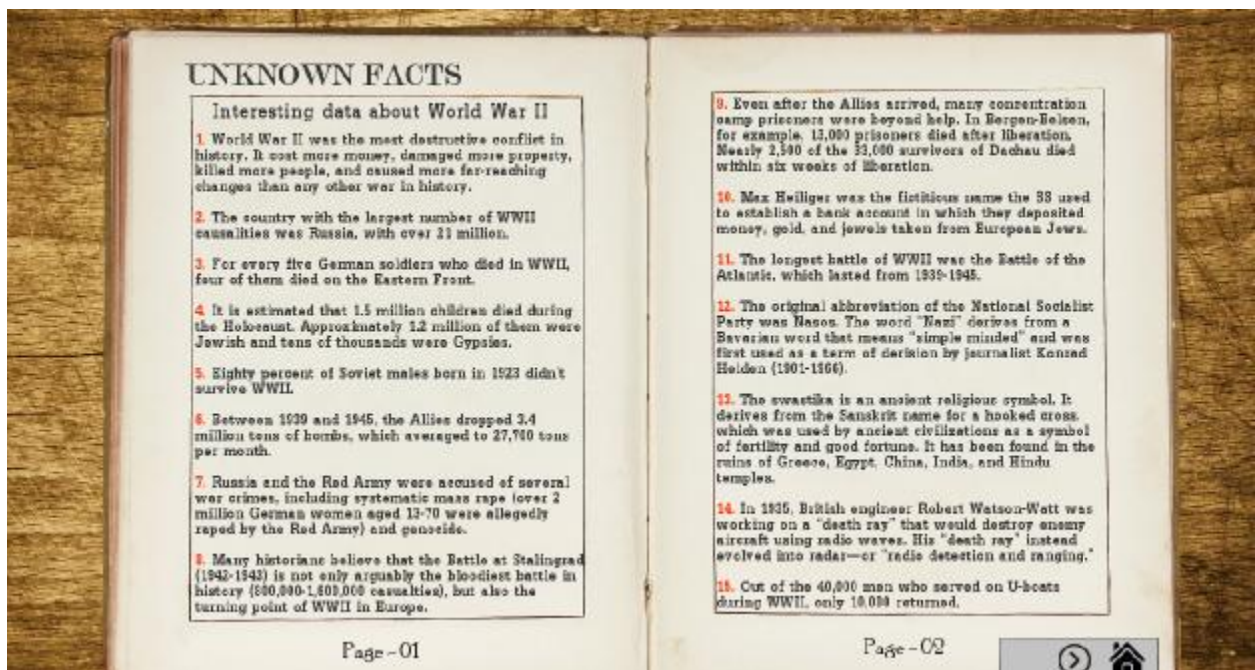 UNKNOWN FACTS
Interesting data about World War II
1. World War II was the most destructive conflict in
history. It cost more money, damaged more property,
killed more people, and caused more far-reaching
changes than any other war in history.
2. The country with the largest number of WWII
causalities was Russia, with over 21 million.
3. For every five German soldiers who died in WWII,
four of them died on the Eastern Front.
4. It is estimated that 1.5 million children died during
the Holocaust. Approximately 1.2 million of them were
Jewish and tens of thousands were Gypsies.
5. Eighty percent of Soviet males born in 1923 didn't
survive WWII.
6. Between 1939 and 1945, the Allies dropped 3.4
million tons of bombs, which averaged to 27,700 tons
per month.
7. Russia and the Red Army were accused of several
war crimes, including systematic mass rape (over 2
million German women aged 13-70 were allegedly
raped by the Red Army) and genocide.
8. Many historians believe that the Battle at Stalingrad
(1942-1943) is not only arguably the bloodiest battle in
history (800,000-1,600,000 casualties), but also the
turning point of WWII in Europe.
Page-01
9. Even after the Allies arrived, many concentration
camp prisoners were beyond help. In Bergen-Belsen,
for example, 13,000 prisoners died after liberation.
Nearly 2,500 of the 33,000 survivors of Dachau died
within six weeks of liberation.
10. Max Heiliger was the fictitious name the SS used
to establish a bank account in which they deposited
money, gold, and jewels taken from European Jews.
11. The longest battle of WWII was the Battle of the
Atlantic, which lasted from 1939-1945.
12. The original abbreviation of the National Socialist
Party was Nasos. The word "Nazi" derives from a
Bavarian word that means "simple minded" and was
first used as a term of derision by journalist Konrad
Heiden (1901-1966).
13. The swastika is an ancient religious symbol. It
derives from the Sanskrit name for a hooked cross,
which was used by ancient civilizations as a symbol
of fertility and good fortune. It has been found in the
ruins of Greece, Egypt, China, India, and Hindu
temples.
14. In 1935, British engineer Robert Watson-Watt was
working on a "death ray" that would destroy enemy
aircraft using radio waves. His "death ray" instead
evolved into radar—or "radio detection and ranging."
15. Out of the 40,000 men who served on U-boats
during WWII, only 10,000 returned.
Page-02